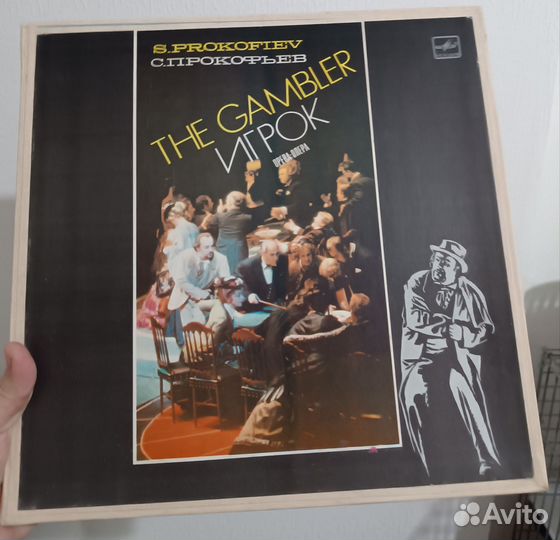 S.PROKOFIEV
С.ПРОКОФЬЕВ
THE GAMBLER
ИГРОК
OPERA·ОПЕРА
Avito